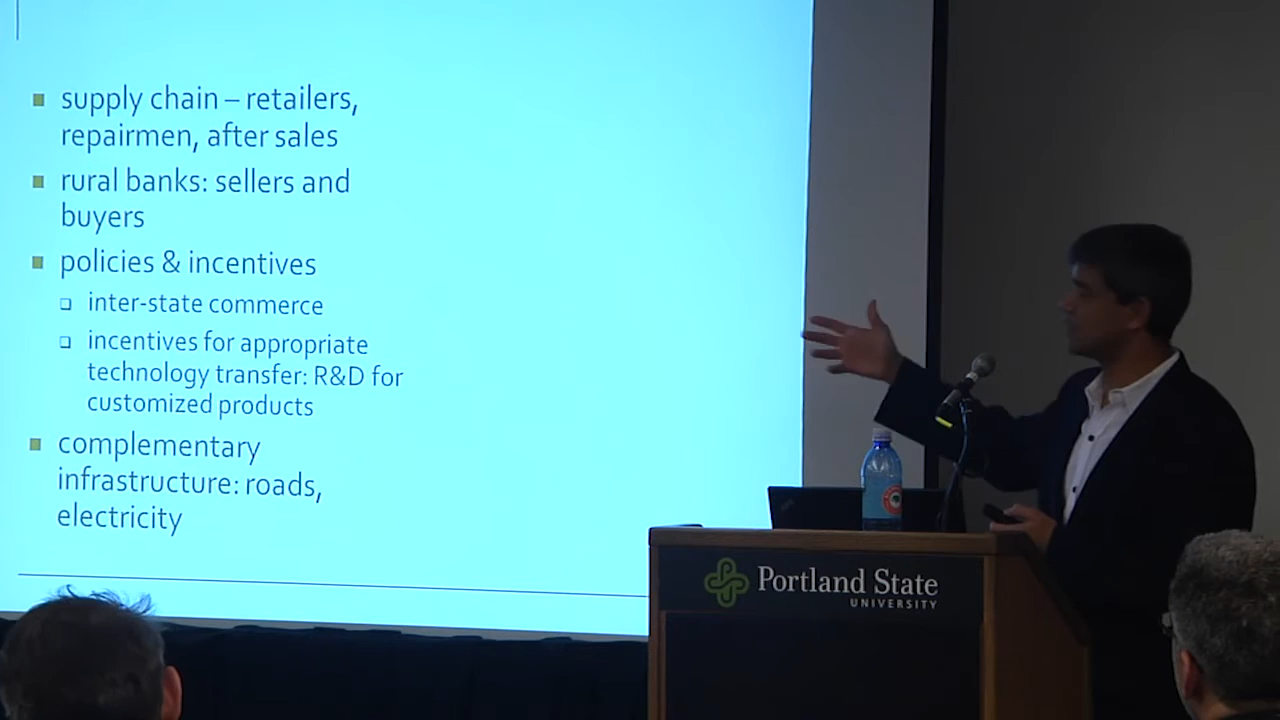 supply chain – retailers,
repairmen, after sales
rural banks: sellers and
buyers
policies & incentives
inter-state commerce
incentives for appropriate
technology transfer: R&D for
customized products
complementary
infrastructure: roads,
electricity
Portland State
UNIVERSITY